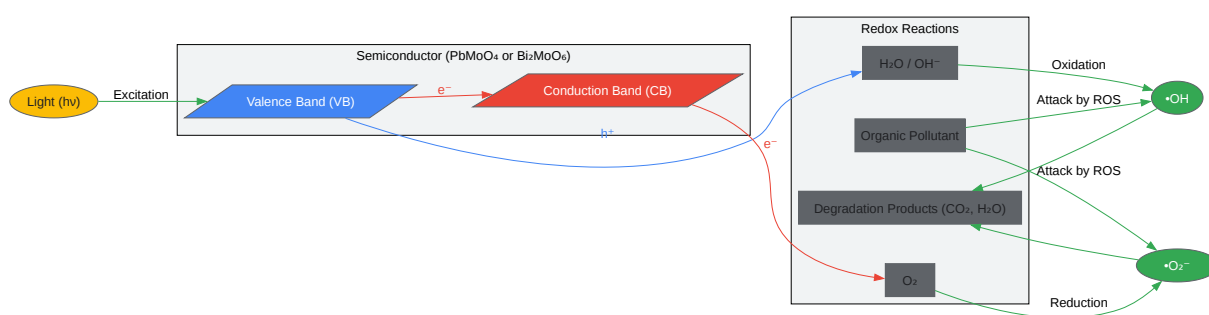 Light (hν)
Excitation
Semiconductor (PbMoO₄ or Bi₂MoO₆)
Valence Band (VB)
e⁻
Conduction Band (CB)
h⁺
e⁻
Redox Reactions
H₂O / OH⁻
Organic Pollutant
Degradation Products (CO₂, H₂O)
O₂
Oxidation
Attack by ROS
Attack by ROS
Reduction
•OH
•O₂⁻